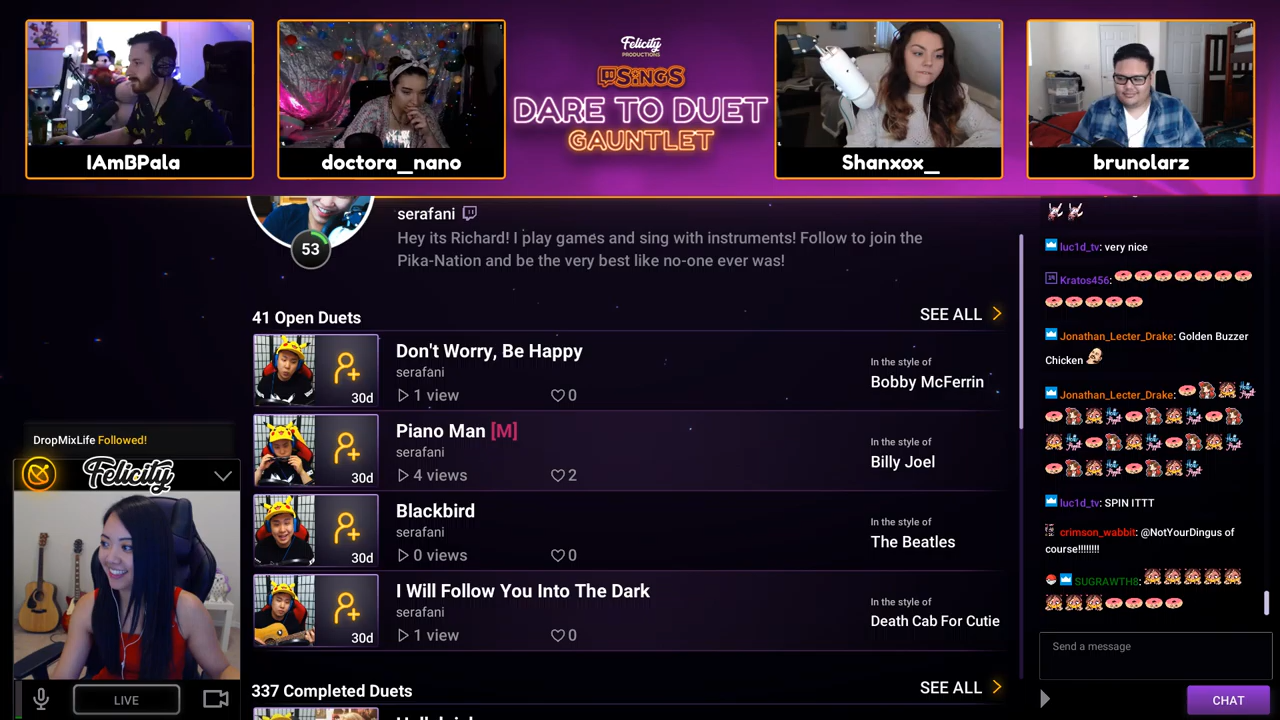 Felicity
PRODUCTIONS
SINGS
DARE TO DUET
GAUNTLET
IAmBPala
doctora__nano
Shanxox_
brunolarz
serafani
Hey its Richard! I play games and sing with instruments! Follow to join the
Pika-Nation and be the very best like no-one ever was!
53
41 Open Duets
SEE ALL
Don't Worry, Be Happy
serafani
1 view
0
30d
In the style of
Bobby McFerrin
Piano Man [M]
serafani
4 views
2
30d
In the style of
Billy Joel
Blackbird
serafani
0 views
0
30d
In the style of
The Beatles
I Will Follow You Into The Dark
serafani
1 view
0
30d
In the style of
Death Cab For Cutie
337 Completed Duets
SEE ALL
DropMixLife Followed!
Felicity
LIVE
luc1d_tv: very nice
Kratos456:
Jonathan_Lecter_Drake: Golden Buzzer
Chicken
Jonathan_Lecter_Drake:
luc1d_tv: SPIN ITTT
crimson_wabbit: @NotYourDingus of
course!!!!!!!!
SUGRAWTH8:
Send a message
CHAT